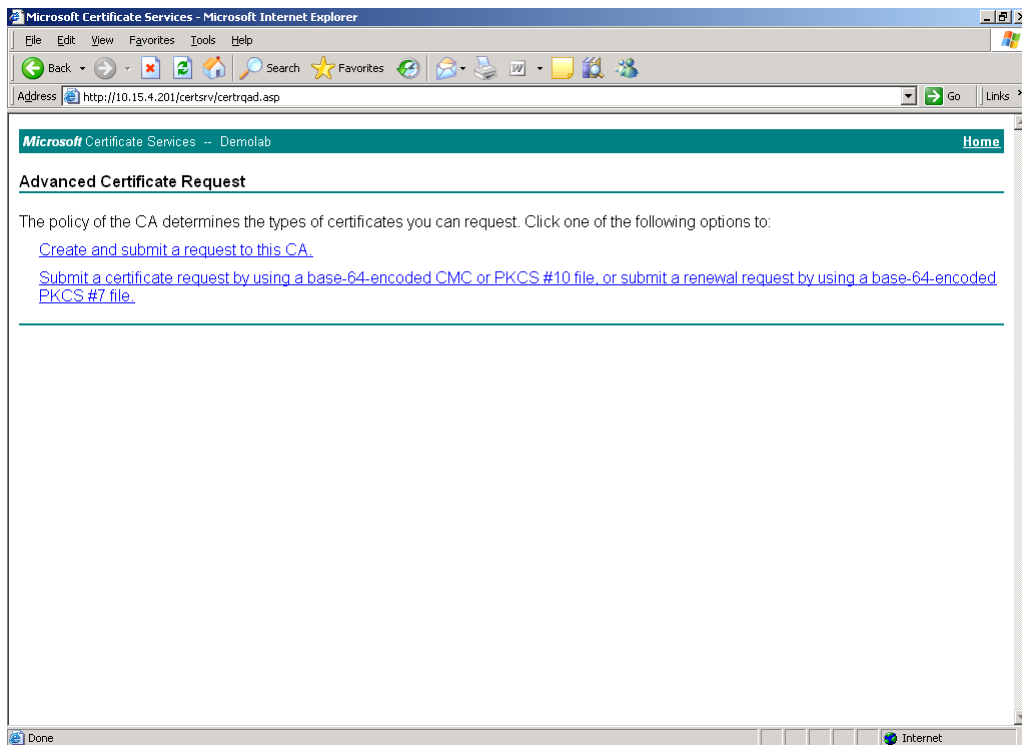 Microsoft Certificate Services - Microsoft Internet Explorer
File Edit View Favorites Tools Help
Back Search Favorites
Address http://10.15.4.201/certsrv/certrqad.asp Go Links
Microsoft Certificate Services -- Demolab Home
Advanced Certificate Request
The policy of the CA determines the types of certificates you can request. Click one of the following options to:
Create and submit a request to this CA.
Submit a certificate request by using a base-64-encoded CMC or PKCS #10 file, or submit a renewal request by using a base-64-encoded
PKCS #7 file.
Done Internet